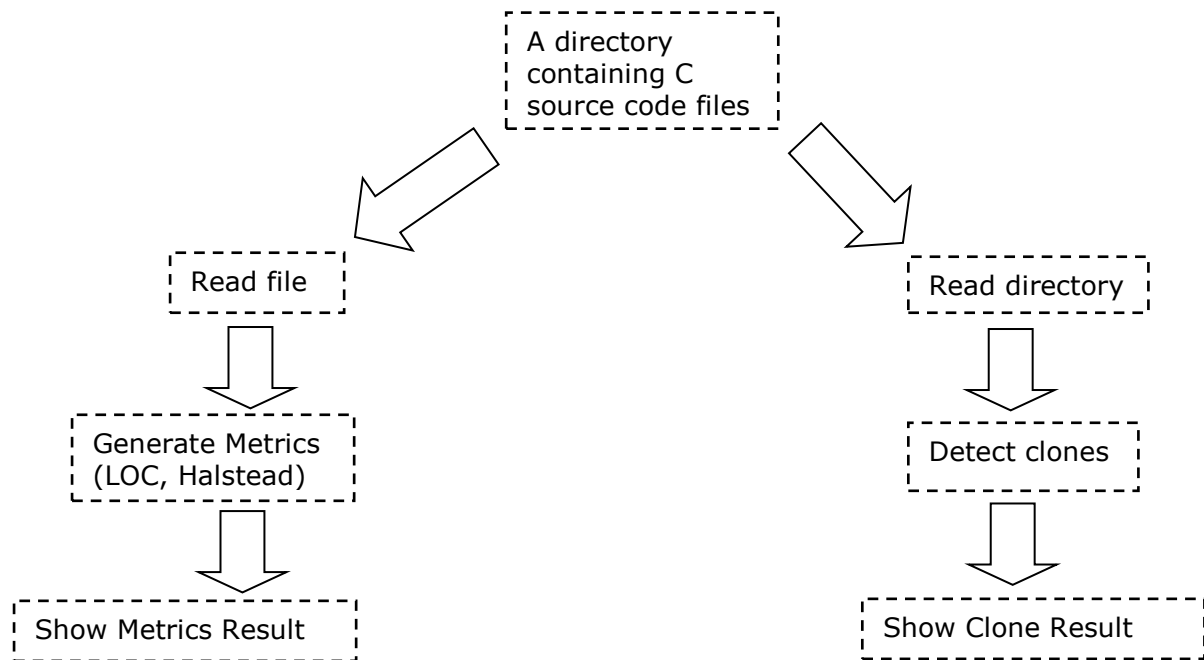 A directory
containing C
source code files
Read file
Read directory
Generate Metrics
(LOC, Halstead)
Detect clones
Show Metrics Result
Show Clone Result